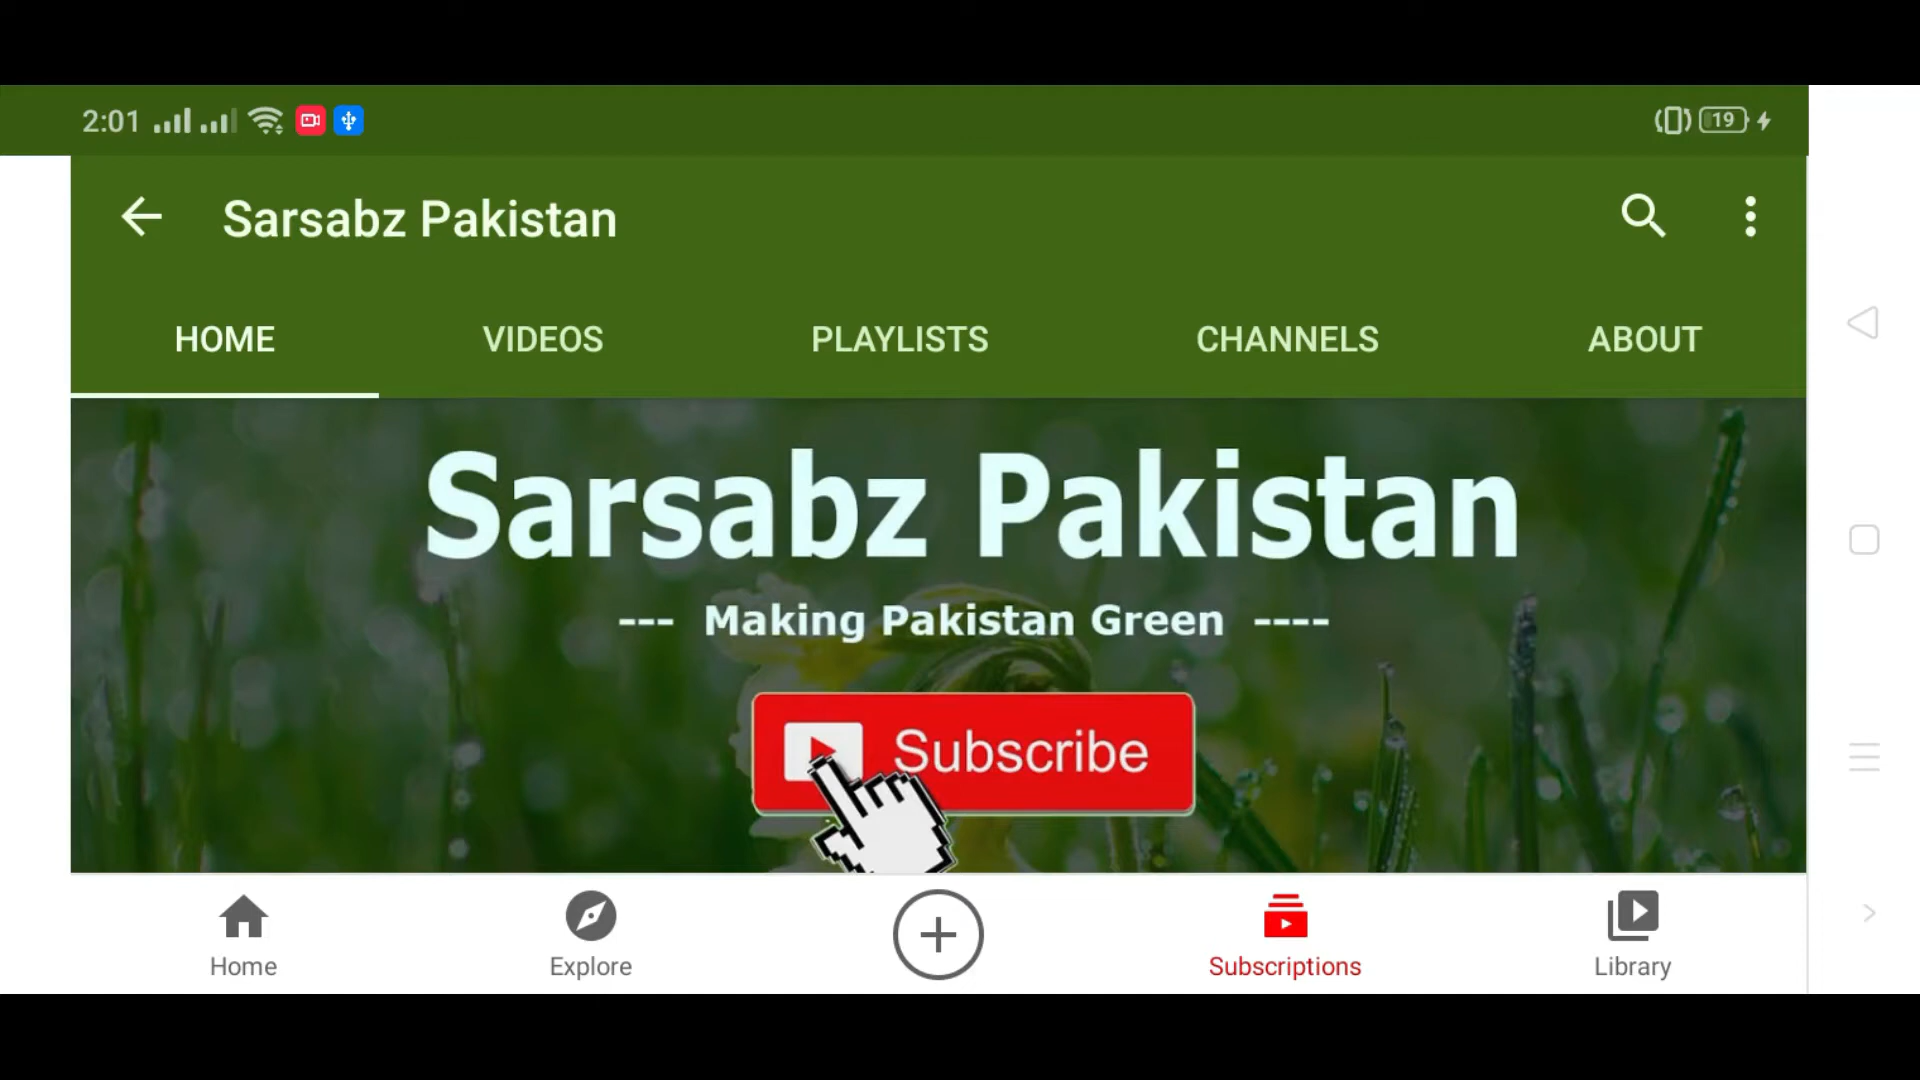 2:01
19
Sarsabz Pakistan
HOME VIDEOS PLAYLISTS CHANNELS ABOUT
Sarsabz Pakistan
--- Making Pakistan Green ----
Subscribe
Home Explore Subscriptions Library